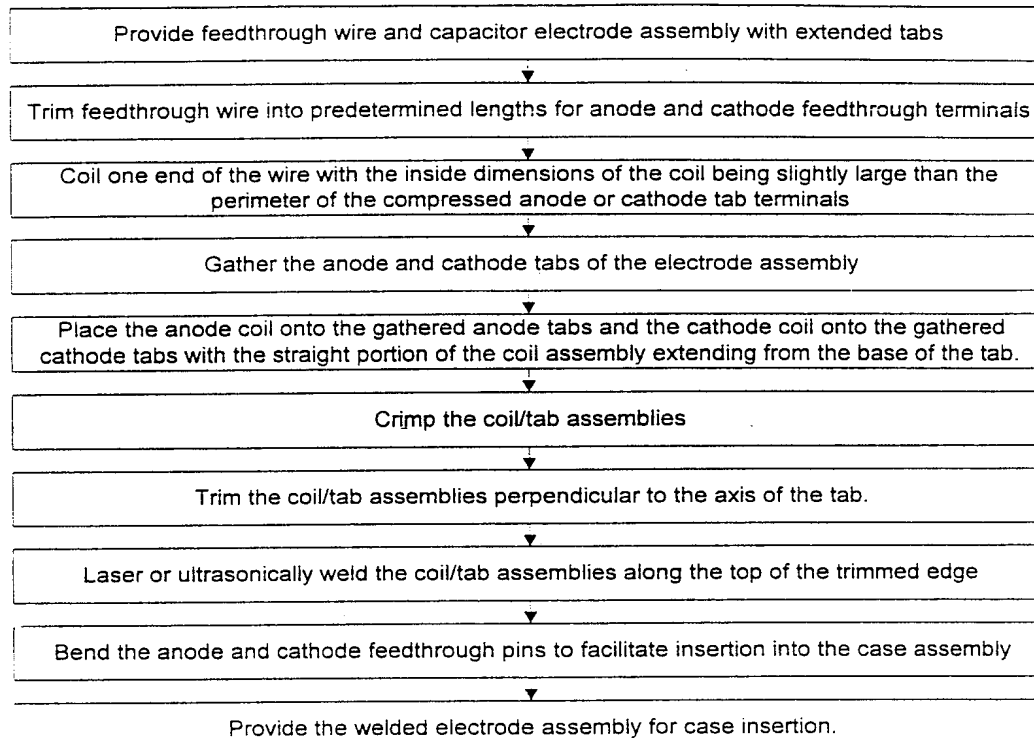 Provide feedthrough wire and capacitor electrode assembly with extended tabs
Trim feedthrough wire into predetermined lengths for anode and cathode feedthrough terminals
Coil one end of the wire with the inside dimensions of the coil being slightly large than the
perimeter of the compressed anode or cathode tab terminals
Gather the anode and cathode tabs of the electrode assembly
Place the anode coil onto the gathered anode tabs and the cathode coil onto the gathered
cathode tabs with the straight portion of the coil assembly extending from the base of the tab.
Crimp the coil/tab assemblies
Trim the coil/tab assemblies perpendicular to the axis of the tab.
Laser or ultrasonically weld the coil/tab assemblies along the top of the trimmed edge
Bend the anode and cathode feedthrough pins to facilitate insertion into the case assembly
Provide the welded electrode assembly for case insertion.